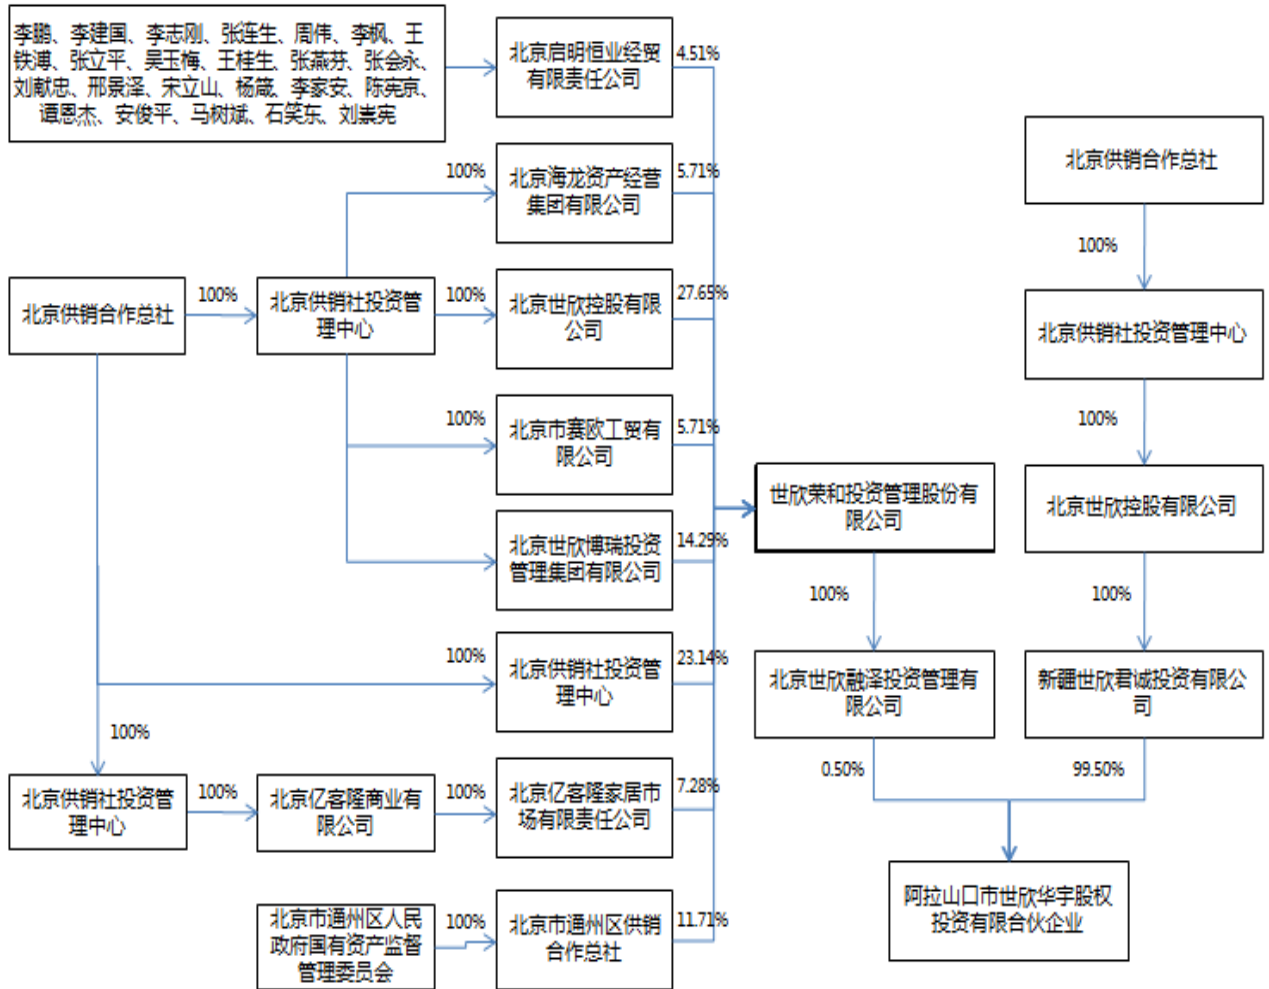 李鹏、李建国、李志刚、张连生、周伟、李枫、王
铁溥、张立平、吴玉梅、王桂生、张燕芬、张会永、
刘献忠、邢景泽、宋立山、杨箴、李家安、陈宪京、
谭恩杰、安俊平、马树斌、石笑东、刘崇宪
北京启明恒业经贸
有限责任公司
4.51%
100%
北京海龙资产经营
集团有限公司
5.71%
北京供销合作总社
100%
北京供销社投资管
理中心
100%
北京世欣控股有限
公司
27.65%
100%
北京市赛欧工贸有
限公司
5.71%
北京世欣博瑞投资
管理集团有限公司
14.29%
100%
北京供销社投资管
理中心
23.14%
100%
北京供销社投资管
理中心
100%
北京亿客隆商业有
限公司
100%
北京亿客隆家居市
场有限责任公司
7.28%
北京市通州区人民
政府国有资产监督
管理委员会
100%
北京市通州区供销
合作总社
11.71%
世欣荣和投资管理股份有
限公司
100%
北京世欣融泽投资管理有
限公司
0.50%
北京供销合作总社
100%
北京供销社投资管理中心
100%
北京世欣控股有限公司
100%
新疆世欣君诚投资有限公
司
99.50%
阿拉山口市世欣华宇股权
投资有限合伙企业